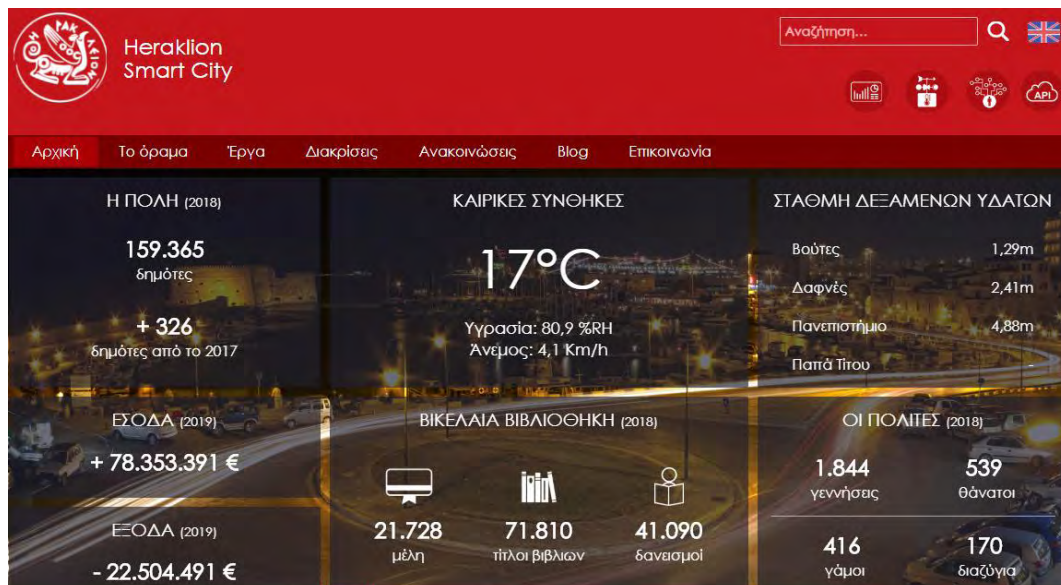 ΗΡΑΚΛΕΙΟΝ
Heraklion
Smart City
Αναζήτηση...
API
Αρχική Το όραμα Έργα Διακρίσεις Ανακοινώσεις Blog Επικοινωνία
Η ΠΟΛΗ (2018)
159.365
δημότες
+ 326
δημότες από το 2017
ΚΑΙΡΙΚΕΣ ΣΥΝΘΗΚΕΣ
17°C
Υγρασία: 80,9 %RH
Άνεμος: 4,1 Km/h
ΣΤΑΘΜΗ ΔΕΞΑΜΕΝΩΝ ΥΔΑΤΩΝ
Βούτες 1,29m
Δαφνές 2,41m
Πανεπιστήμιο 4,88m
Παπά Τίτου -
ΕΣΟΔΑ (2019)
+ 78.353.391 €
ΕΞΟΔΑ (2019)
- 22.504.491 €
ΒΙΚΕΛΑΙΑ ΒΙΒΛΙΟΘΗΚΗ (2018)
21.728 71.810 41.090
μέλη τίτλοι βιβλιων δανεισμοί
ΟΙ ΠΟΛΙΤΕΣ (2018)
1.844 539
γεννήσεις θάνατοι
416 170
γάμοι διαζύγια